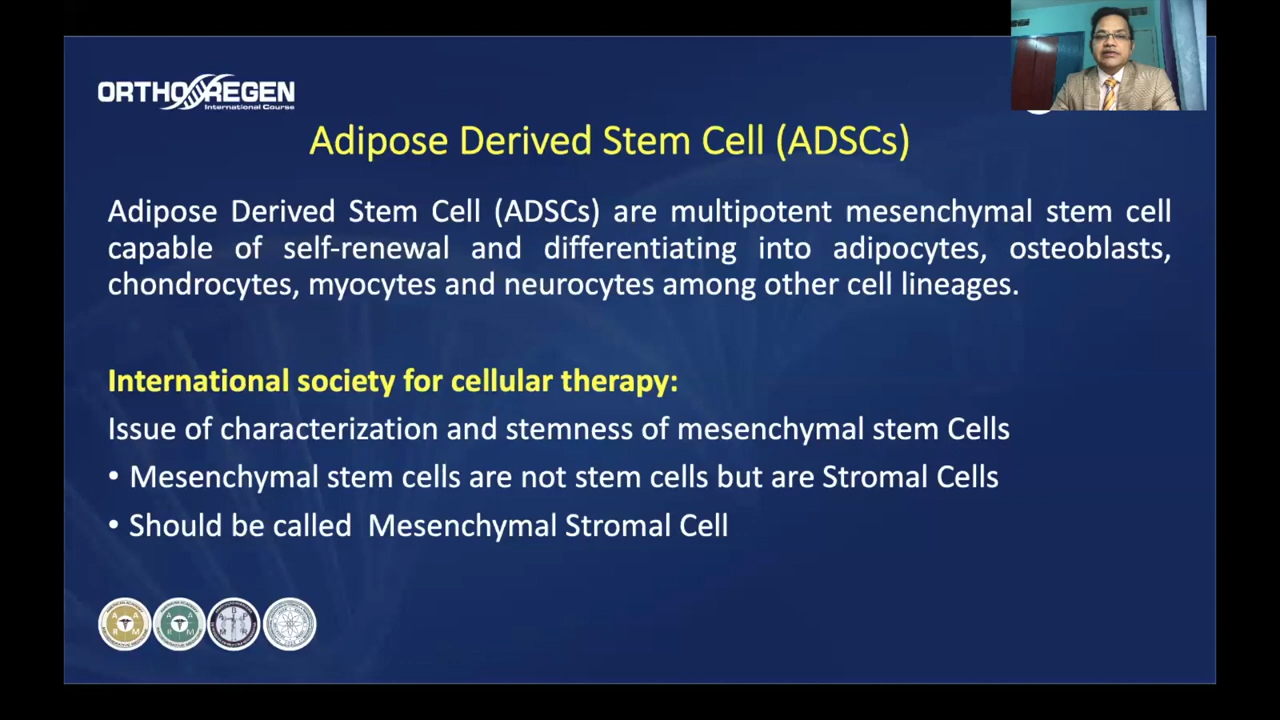 ORTHO REGEN
International Course
Adipose Derived Stem Cell (ADSCs)
Adipose Derived Stem Cell (ADSCs) are multipotent mesenchymal stem cell
capable of self-renewal and differentiating into adipocytes, osteoblasts,
chondrocytes, myocytes and neurocytes among other cell lineages.
International society for cellular therapy:
Issue of characterization and stemness of mesenchymal stem Cells
• Mesenchymal stem cells are not stem cells but are Stromal Cells
• Should be called Mesenchymal Stromal Cell